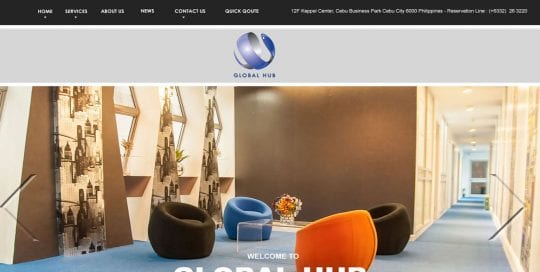 HOME SERVICES ABOUT US NEWS CONTACT US QUICK QOUTE 12F Keppel Center, Cebu Business Park Cebu City 6000 Philippines - Reservation Line : (+6332) 26 3220
GLOBAL HUB
WELCOME TO
GLOBAL HUB